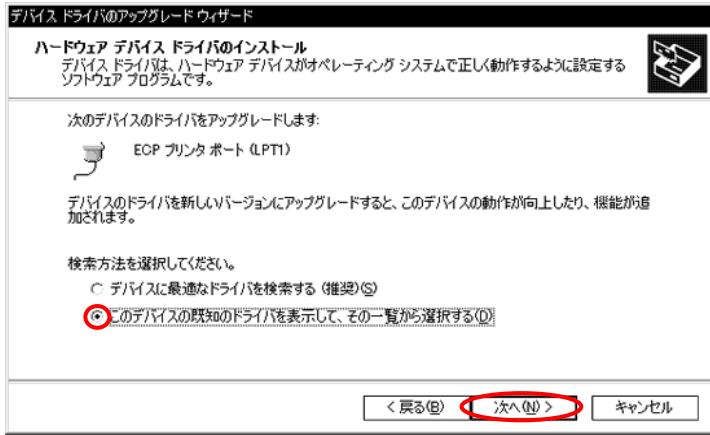 デバイス ドライバのアップグレード ウィザード
ハードウェア デバイス ドライバのインストール
デバイス ドライバは、ハードウェア デバイスがオペレーティング システムで正しく動作するように設定する
ソフトウェア プログラムです。
次のデバイスのドライバをアップグレードします:
ECP プリンタ ポート (LPT1)
デバイスのドライバを新しいバージョンにアップグレードすると、このデバイスの動作が向上したり、機能が追
加されます。
検索方法を選択してください。
デバイスに最適なドライバを検索する (推奨)(S)
このデバイスの既知のドライバを表示して、その一覧から選択する(D)
< 戻る(B) 次へ(N) > キャンセル